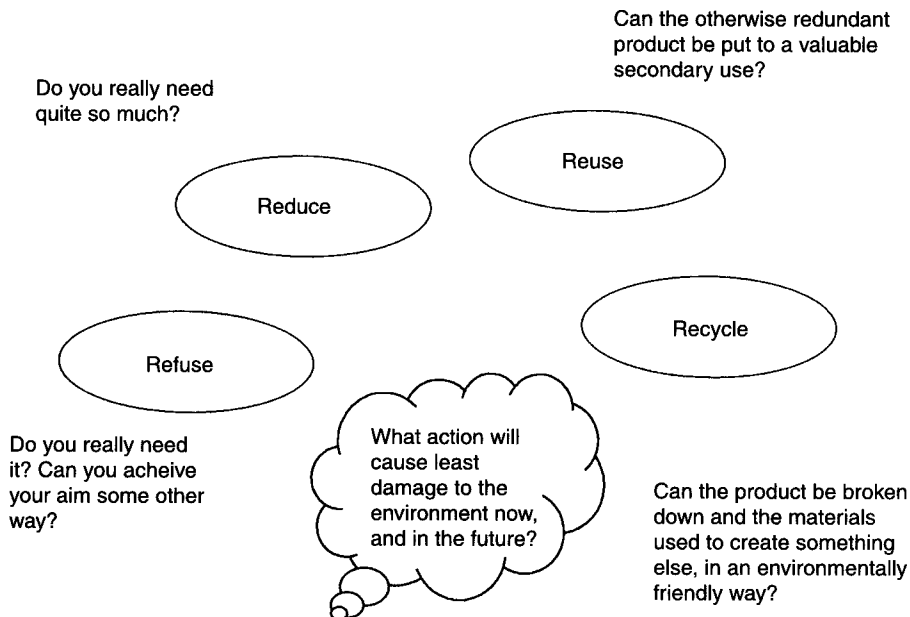 Can the otherwise redundant
product be put to a valuable
secondary use?
Do you really need
quite so much?
Reuse
Reduce
Recycle
Refuse
Do you really need
it? Can you acheive
your aim some other
way?
What action will
cause least
damage to the
environment now,
and in the future?
Can the product be broken
down and the materials
used to create something
else, in an environmentally
friendly way?